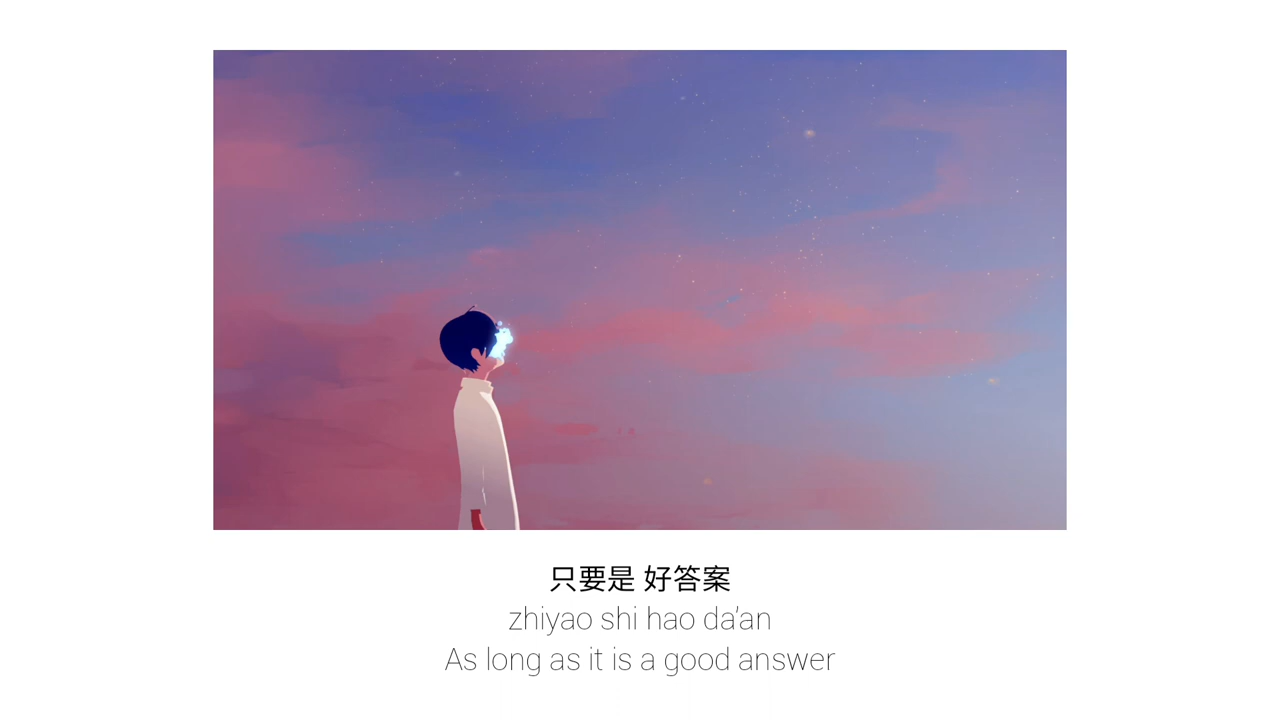 只要是 好答案
zhiyao shi hao da’an
As long as it is a good answer